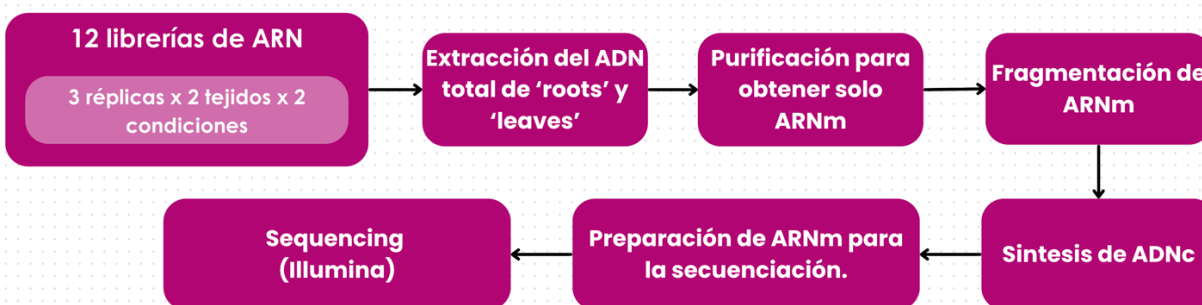 12 librerías de ARN
3 réplicas x 2 tejidos x 2
condiciones
Extracción del ADN
total de ‘roots’ y
‘leaves’
Purificación para
obtener solo
ARNm
Fragmentación de
ARNm
Sintesis de ADNc
Preparación de ARNm para
la secuenciación.
Sequencing
(Illumina)